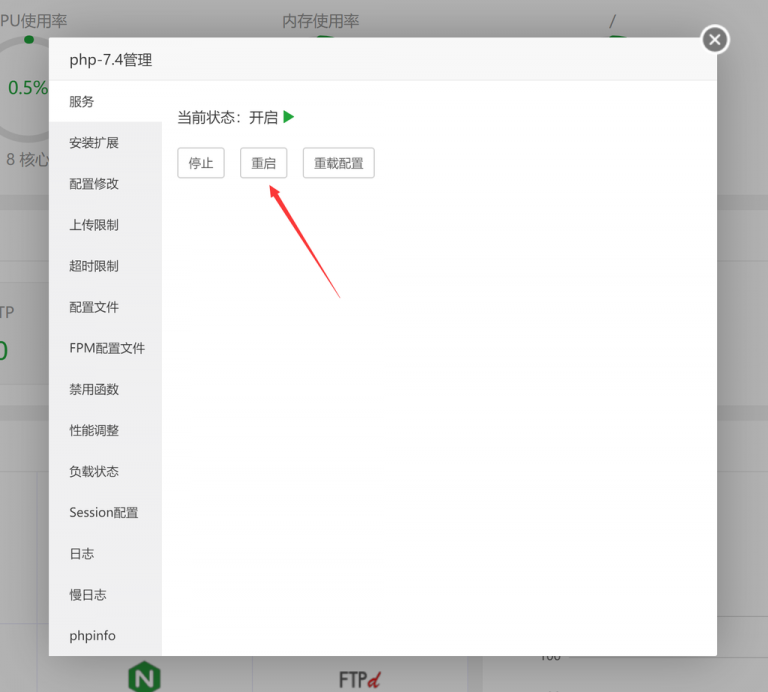 PU使用率
内存使用率
/
php-7.4管理
0.5%
服务
当前状态：开启
安装扩展
8 核心
停止
重启
重载配置
配置修改
上传限制
超时限制
TP
配置文件
0
FPM配置文件
禁用函数
性能调整
负载状态
Session配置
日志
慢日志
phpinfo
100
N
FTPd